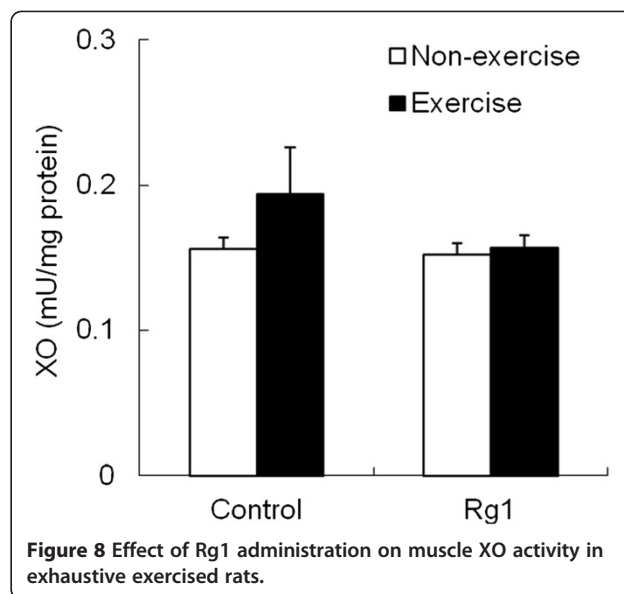 0.3
Non-exercise
Exercise
0.2
XO (mU/mg protein)
0.1
0
Control Rg1
Figure 8 Effect of Rg1 administration on muscle XO activity in
exhaustive exercised rats.